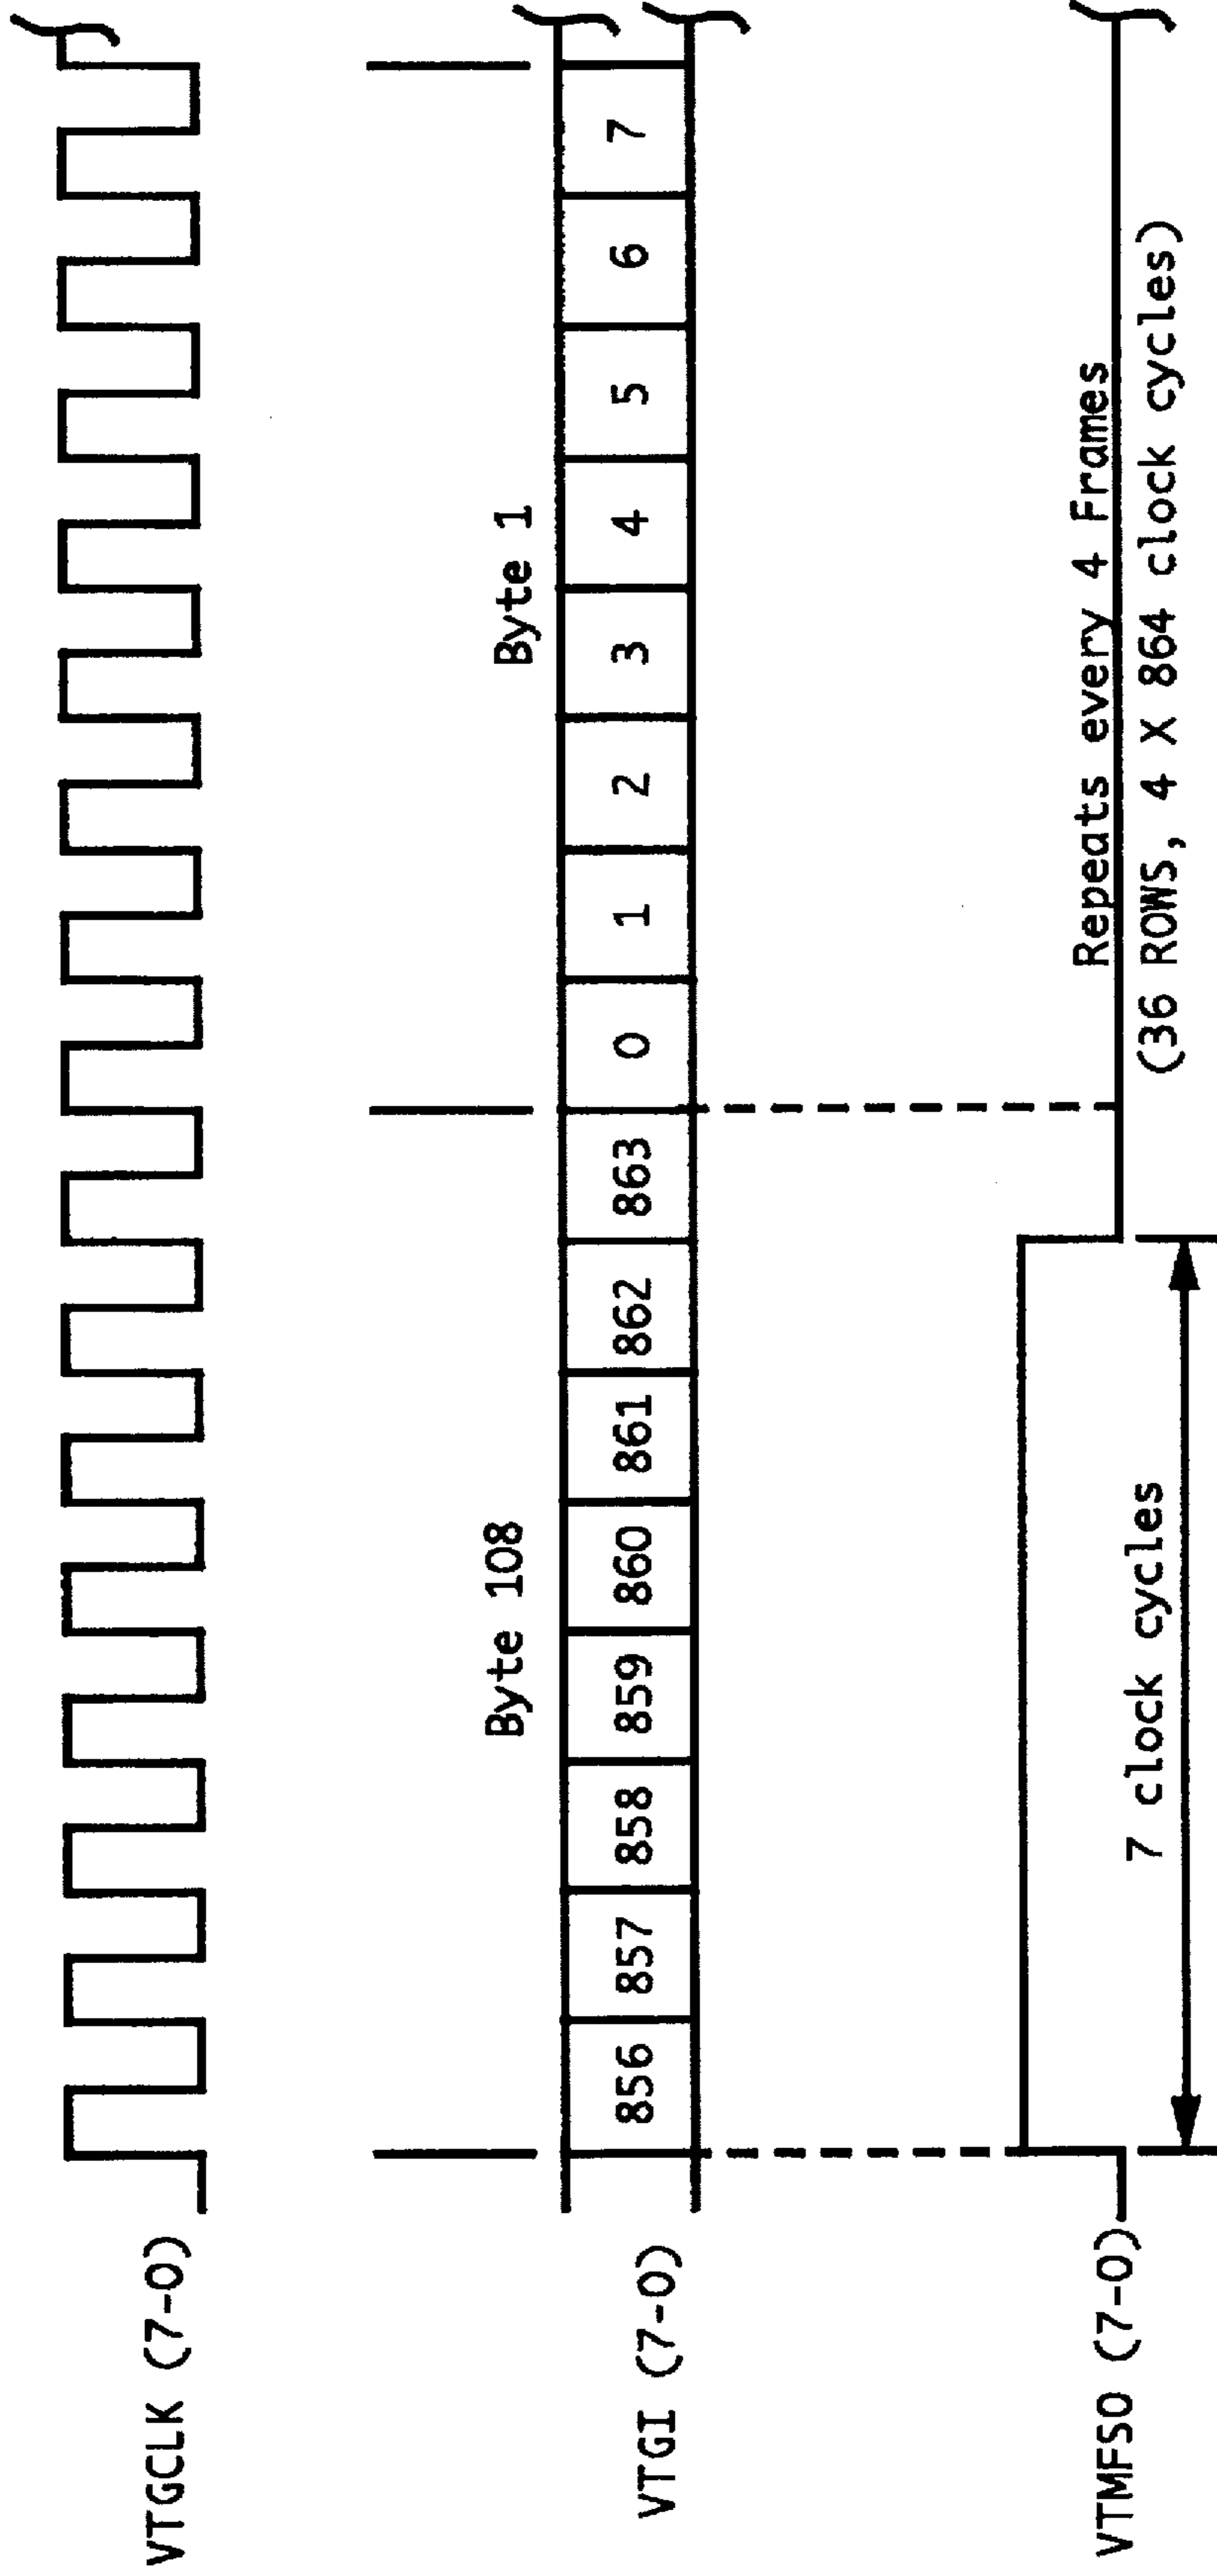 VTGCLK (7-0)
Byte 108
Byte 1
VTGI (7-0)
856 857 858 859 860 861 862 863 0 1 2 3 4 5 6 7
VTMFSO (7-0)
7 clock cycles
Repeats every 4 Frames
(36 ROWS, 4 X 864 clock cycles)